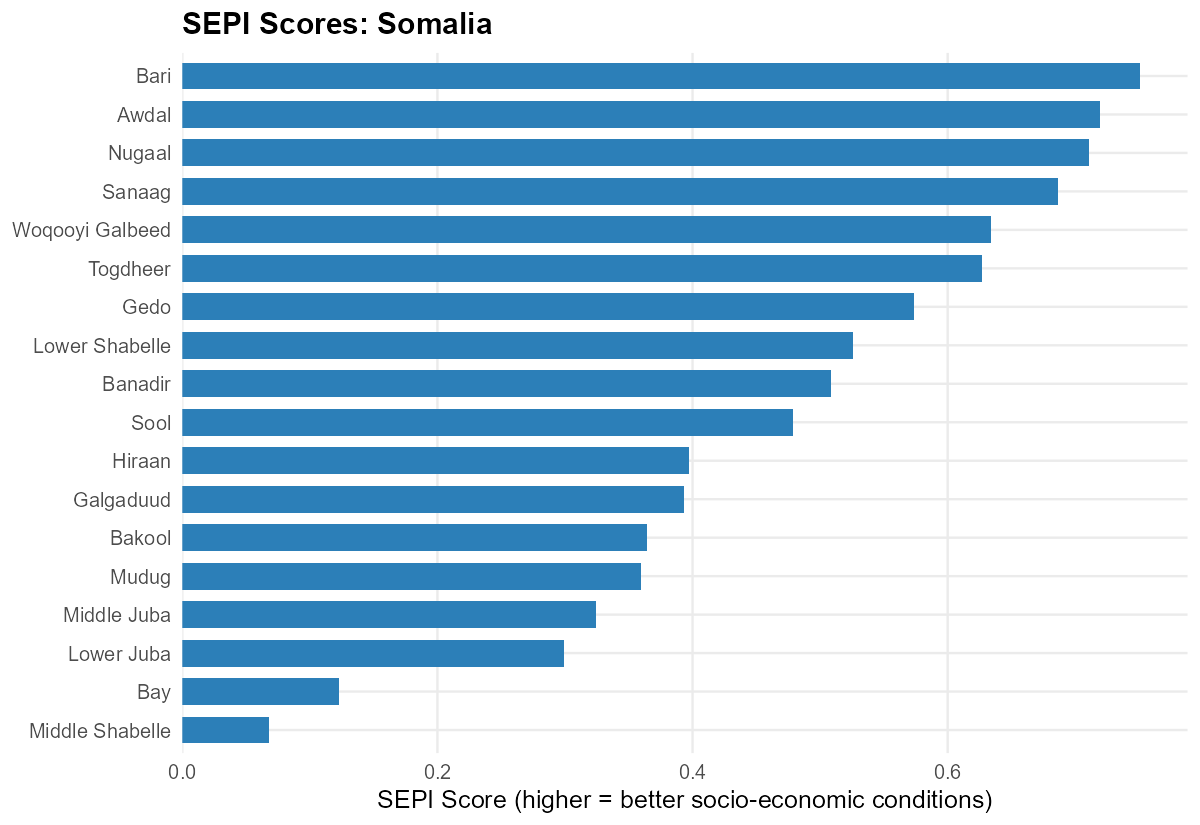 SEPI Scores: Somalia
Bari
Awdal
Nugaal
Sanaag
Woqooyi Galbeed
Togdheer
Gedo
Lower Shabelle
Banadir
Sool
Hiraan
Galgaduud
Bakool
Mudug
Middle Juba
Lower Juba
Bay
Middle Shabelle
0.0 0.2 0.4 0.6
SEPI Score (higher = better socio-economic conditions)